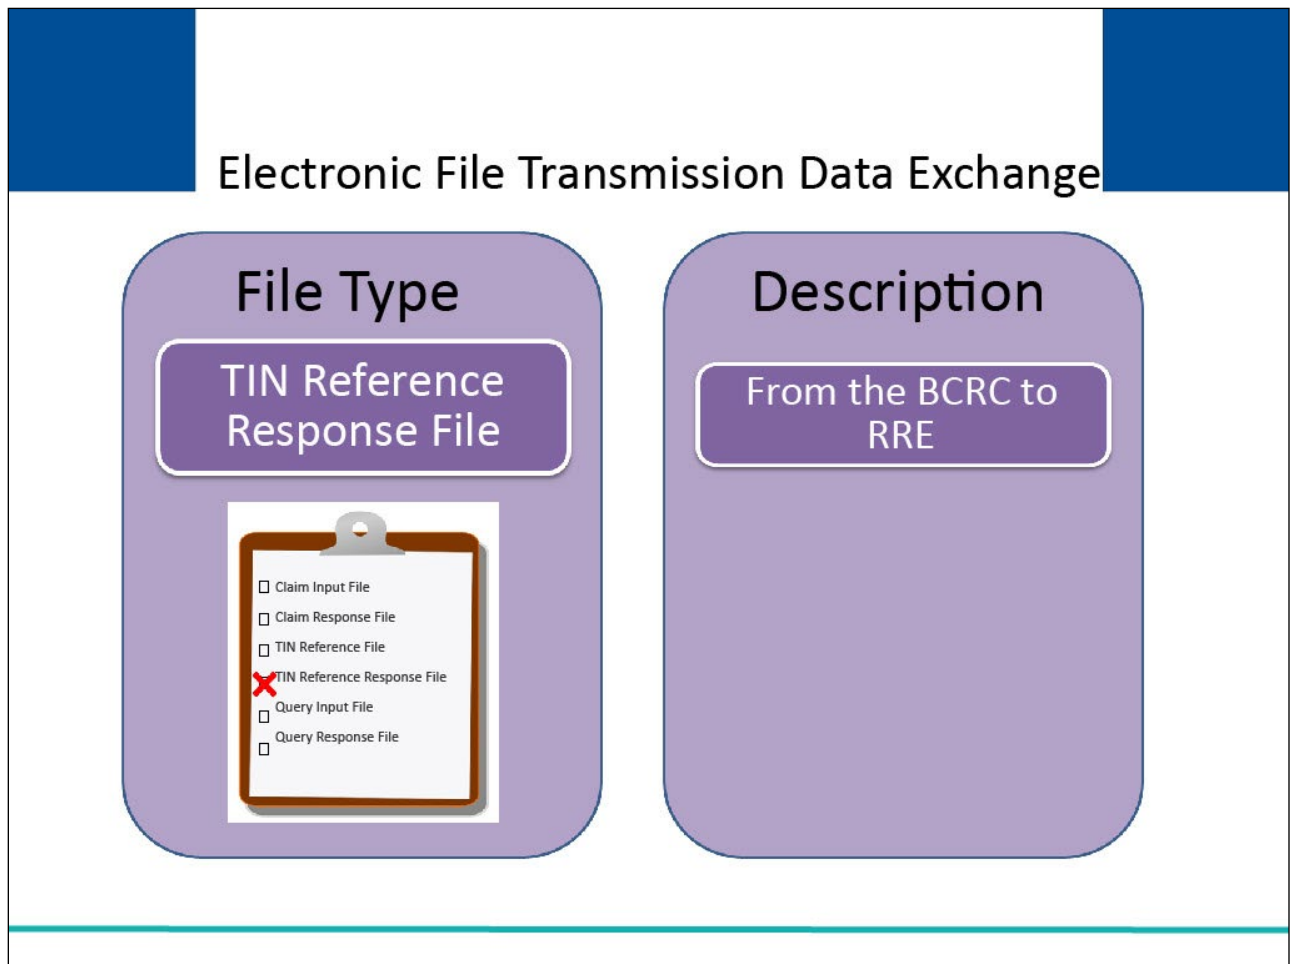 Electronic File Transmission Data Exchange
File Type
TIN Reference
Response File
Claim Input File
Claim Response File
TIN Reference File
TIN Reference Response File
Query Input File
Query Response File
Description
From the BCRC to
RRE